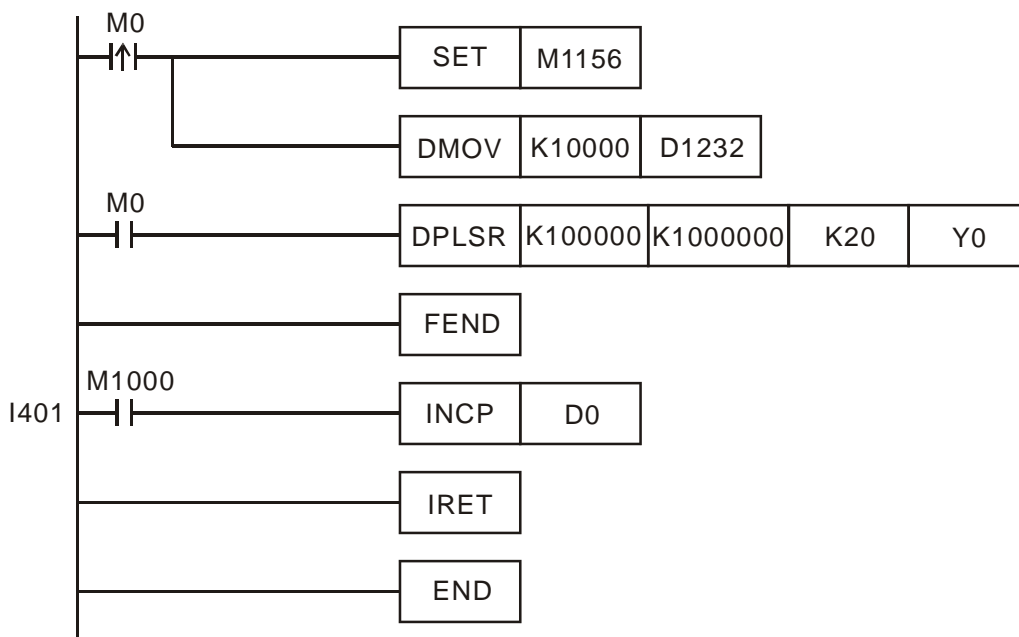 M0
SET M1156
DMOV K10000 D1232
M0
DPLSR K100000 K1000000 K20 Y0
FEND
M1000
I401 INCP D0
IRET
END